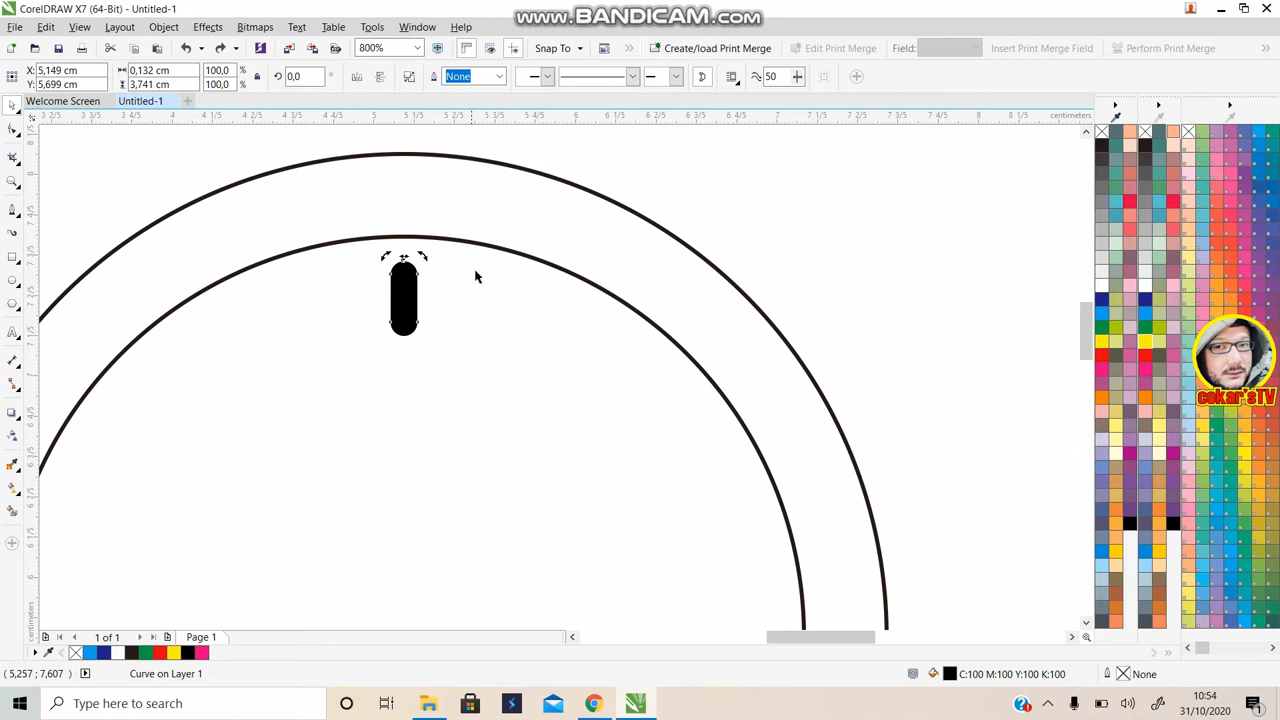 CorelDRAW X7 (64-Bit) - Untitled-1
www.BANDICAM.com
File Edit View Layout Object Effects Bitmaps Text Table Tools Window Help
800% Snap To Create/load Print Merge Edit Print Merge Field: Insert Print Merge Field Perform Print Merge
X: 5,149 cm 0,132 cm 100,0 % 0,0 ° None 50
Y: 5,699 cm 3,741 cm 100,0 %
Welcome Screen Untitled-1
centimeters
centimeters
cokar'sTV
1 of 1 Page 1
( 5,257 ; 7,607 ) Curve on Layer 1 C:100 M:100 Y:100 K:100 None
Type here to search
10:54
31/10/2020